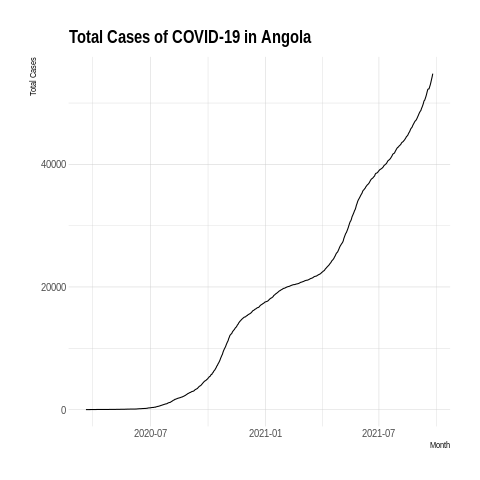 Total Cases of COVID-19 in Angola
Total Cases
40000
20000
0
2020-07
2021-01
2021-07
Month